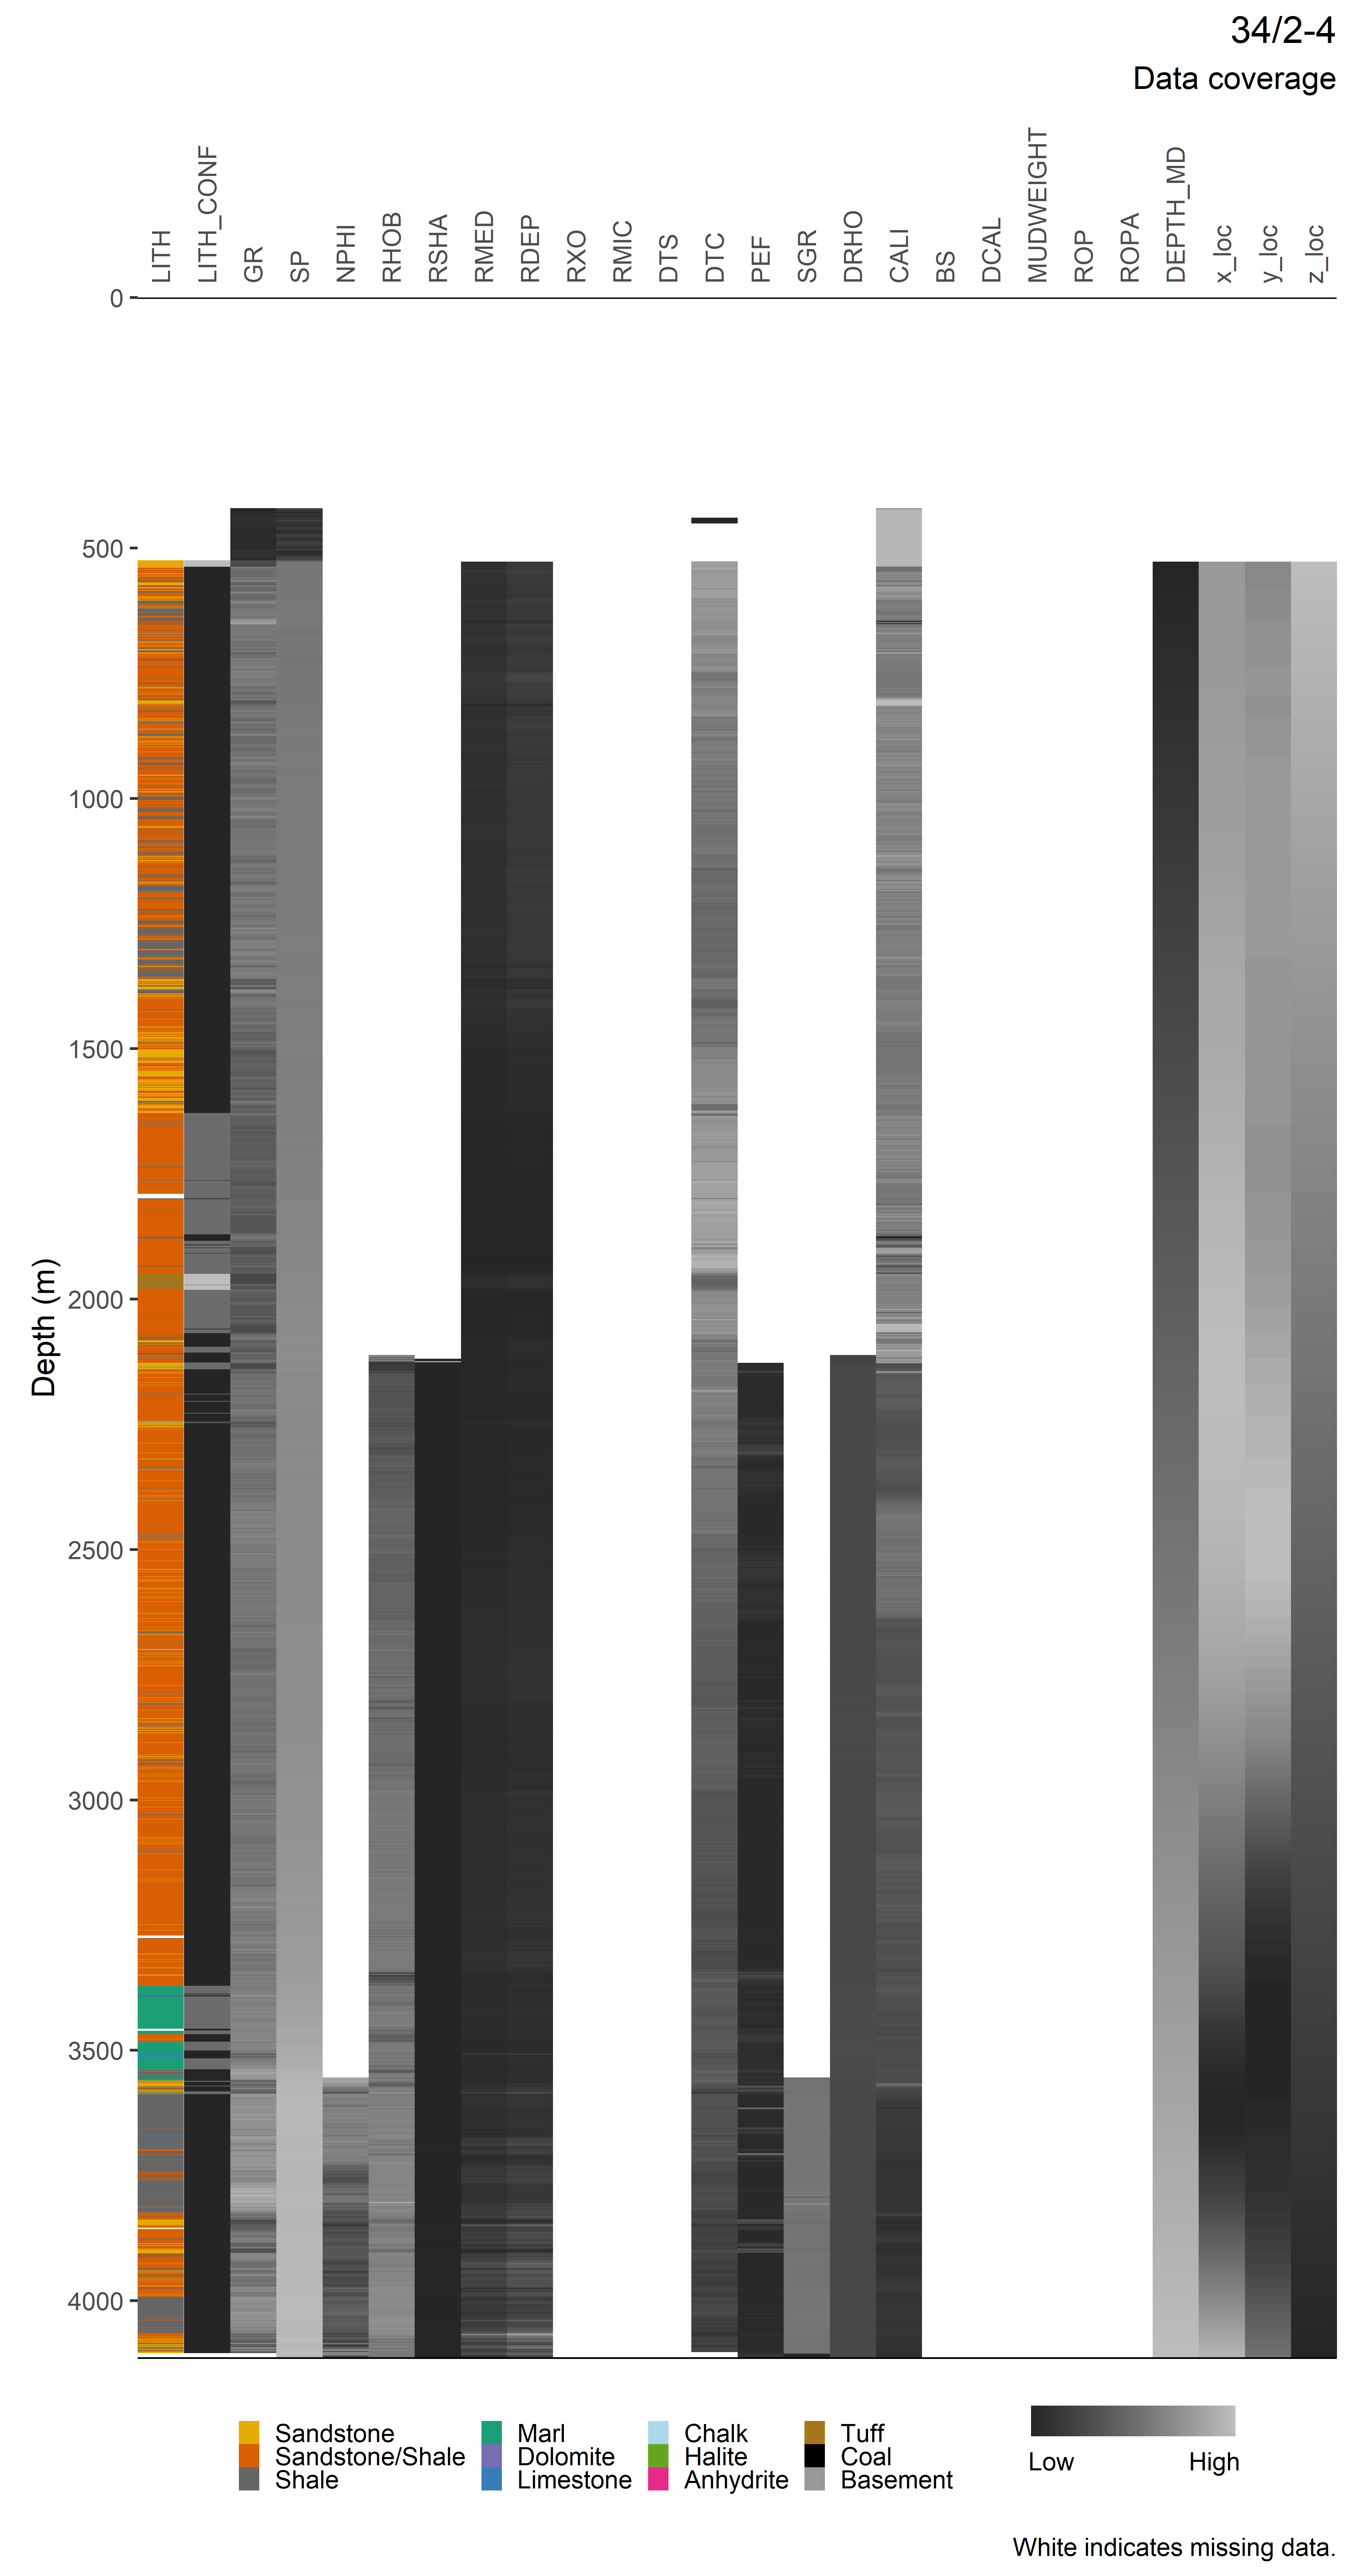 34/2-4
Data coverage
LITH
LITH_CONF
GR
SP
NPHI
RHOB
RSHA
RMED
RDEP
RXO
RMIC
DTS
DTC
PEF
SGR
DRHO
CALI
BS
DCAL
MUDWEIGHT
ROP
ROPA
DEPTH_MD
x_loc
y_loc
z_loc
0
500
1000
1500
2000
2500
3000
3500
4000
Depth (m)
Sandstone
Sandstone/Shale
Shale
Marl
Dolomite
Limestone
Chalk
Halite
Anhydrite
Tuff
Coal
Basement
Low
High
White indicates missing data.